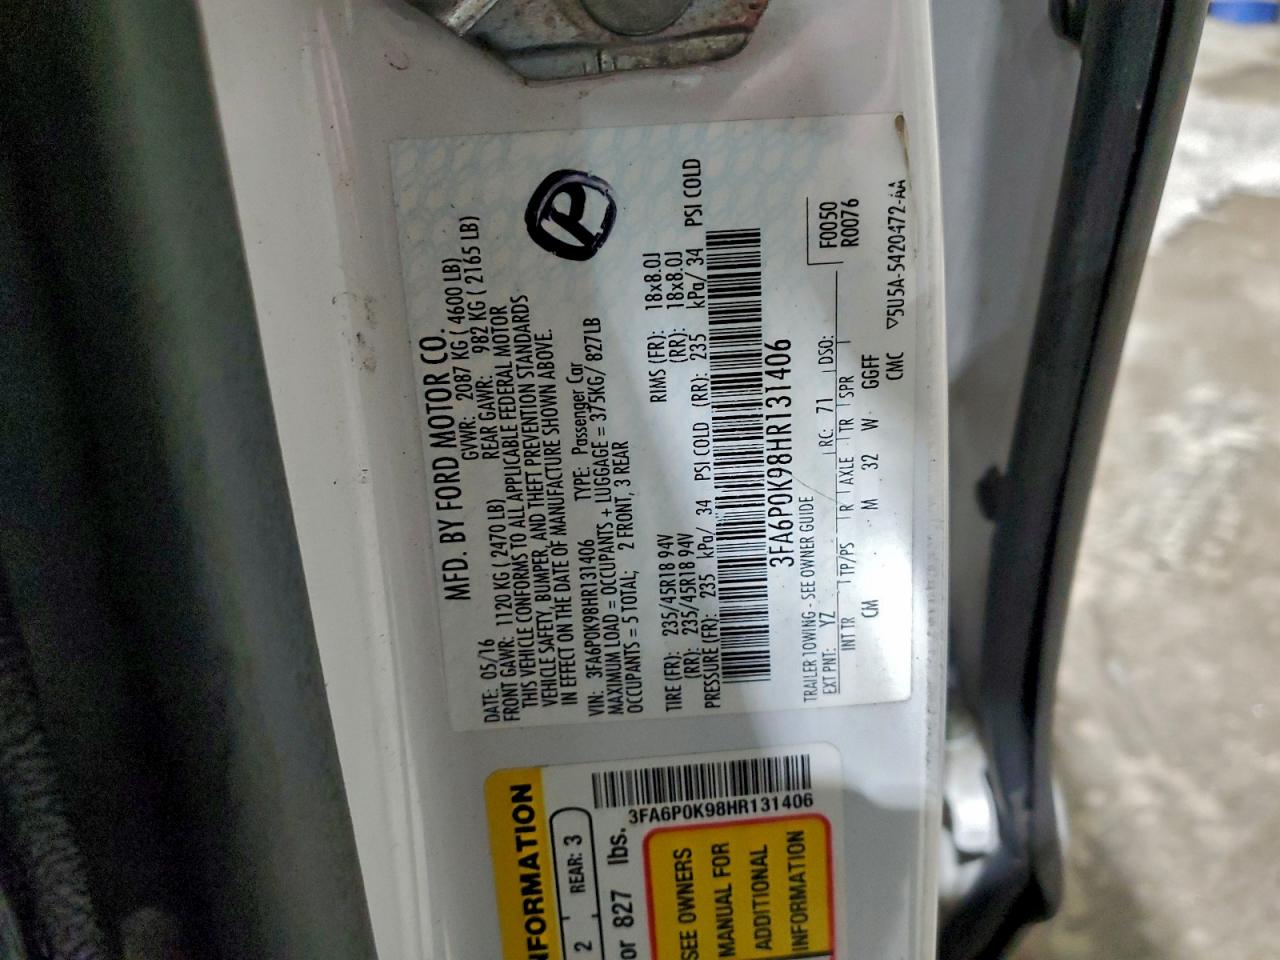 MFD. BY FORD MOTOR CO.
DATE: 05/16 GVWR: 2087 KG ( 4600 LB)
FRONT GAWR: 1120 KG ( 2470 LB) REAR GAWR: 982 KG ( 2165 LB)
THIS VEHICLE CONFORMS TO ALL APPLICABLE FEDERAL MOTOR
VEHICLE SAFETY, BUMPER, AND THEFT PREVENTION STANDARDS
IN EFFECT ON THE DATE OF MANUFACTURE SHOWN ABOVE.
VIN: 3FA6P0K98HR131406 TYPE: Passenger Car
MAXIMUM LOAD = OCCUPANTS + LUGGAGE = 375KG/ 827LB
OCCUPANTS = 5 TOTAL, 2 FRONT, 3 REAR
P
TIRE (FR): 235/45R18 94V RIMS (FR): 18x8.0J
(RR): 235/45R18 94V (RR): 18x8.0J
PRESSURE (FR): 235 kPa/ 34 PSI COLD (RR): 235 kPa/ 34 PSI COLD
3FA6P0K98HR131406
TRAILER TOWING - SEE OWNER GUIDE F0050
EXT PNT: YZ RC: 71 DSO: R0076
INT TR TP/PS R AXLE TR SPR
CM M 32 W GGFF
CMC 5U5A-5420472-AA
NFORMATION
2 REAR: 3
or 827 lbs.
3FA6P0K98HR131406
SEE OWNERS
MANUAL FOR
ADDITIONAL
INFORMATION